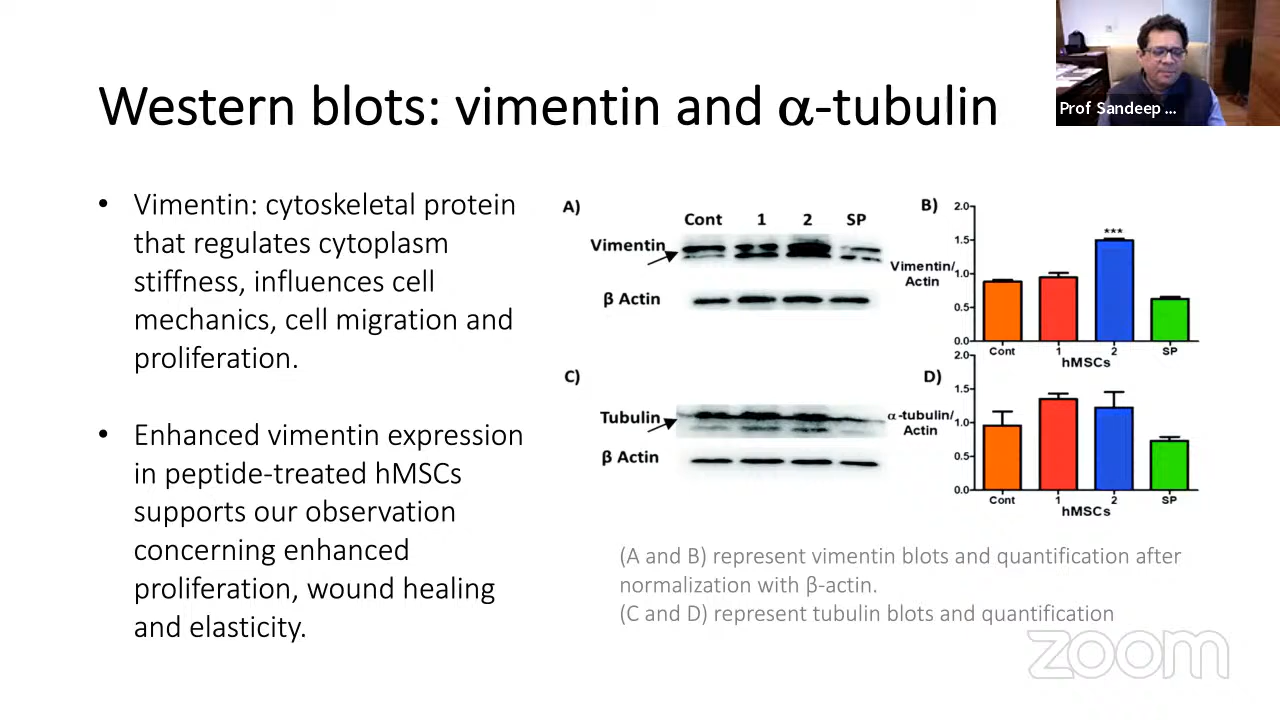 Western blots: vimentin and α-tubulin
Prof Sandeep ...
• Vimentin: cytoskeletal protein
that regulates cytoplasm
stiffness, influences cell
mechanics, cell migration and
proliferation.
• Enhanced vimentin expression
in peptide-treated hMSCs
supports our observation
concerning enhanced
proliferation, wound healing
and elasticity.
A)
Cont 1 2 SP
Vimentin
β Actin
B)
2.0
1.5
1.0
0.5
0.0
***
Vimentin/
Actin
Cont 1 2 SP
hMSCs
C)
Tubulin
β Actin
D)
2.0
1.5
1.0
0.5
0.0
α-tubulin/
Actin
Cont 1 2 SP
hMSCs
(A and B) represent vimentin blots and quantification after
normalization with β-actin.
(C and D) represent tubulin blots and quantification
zoom